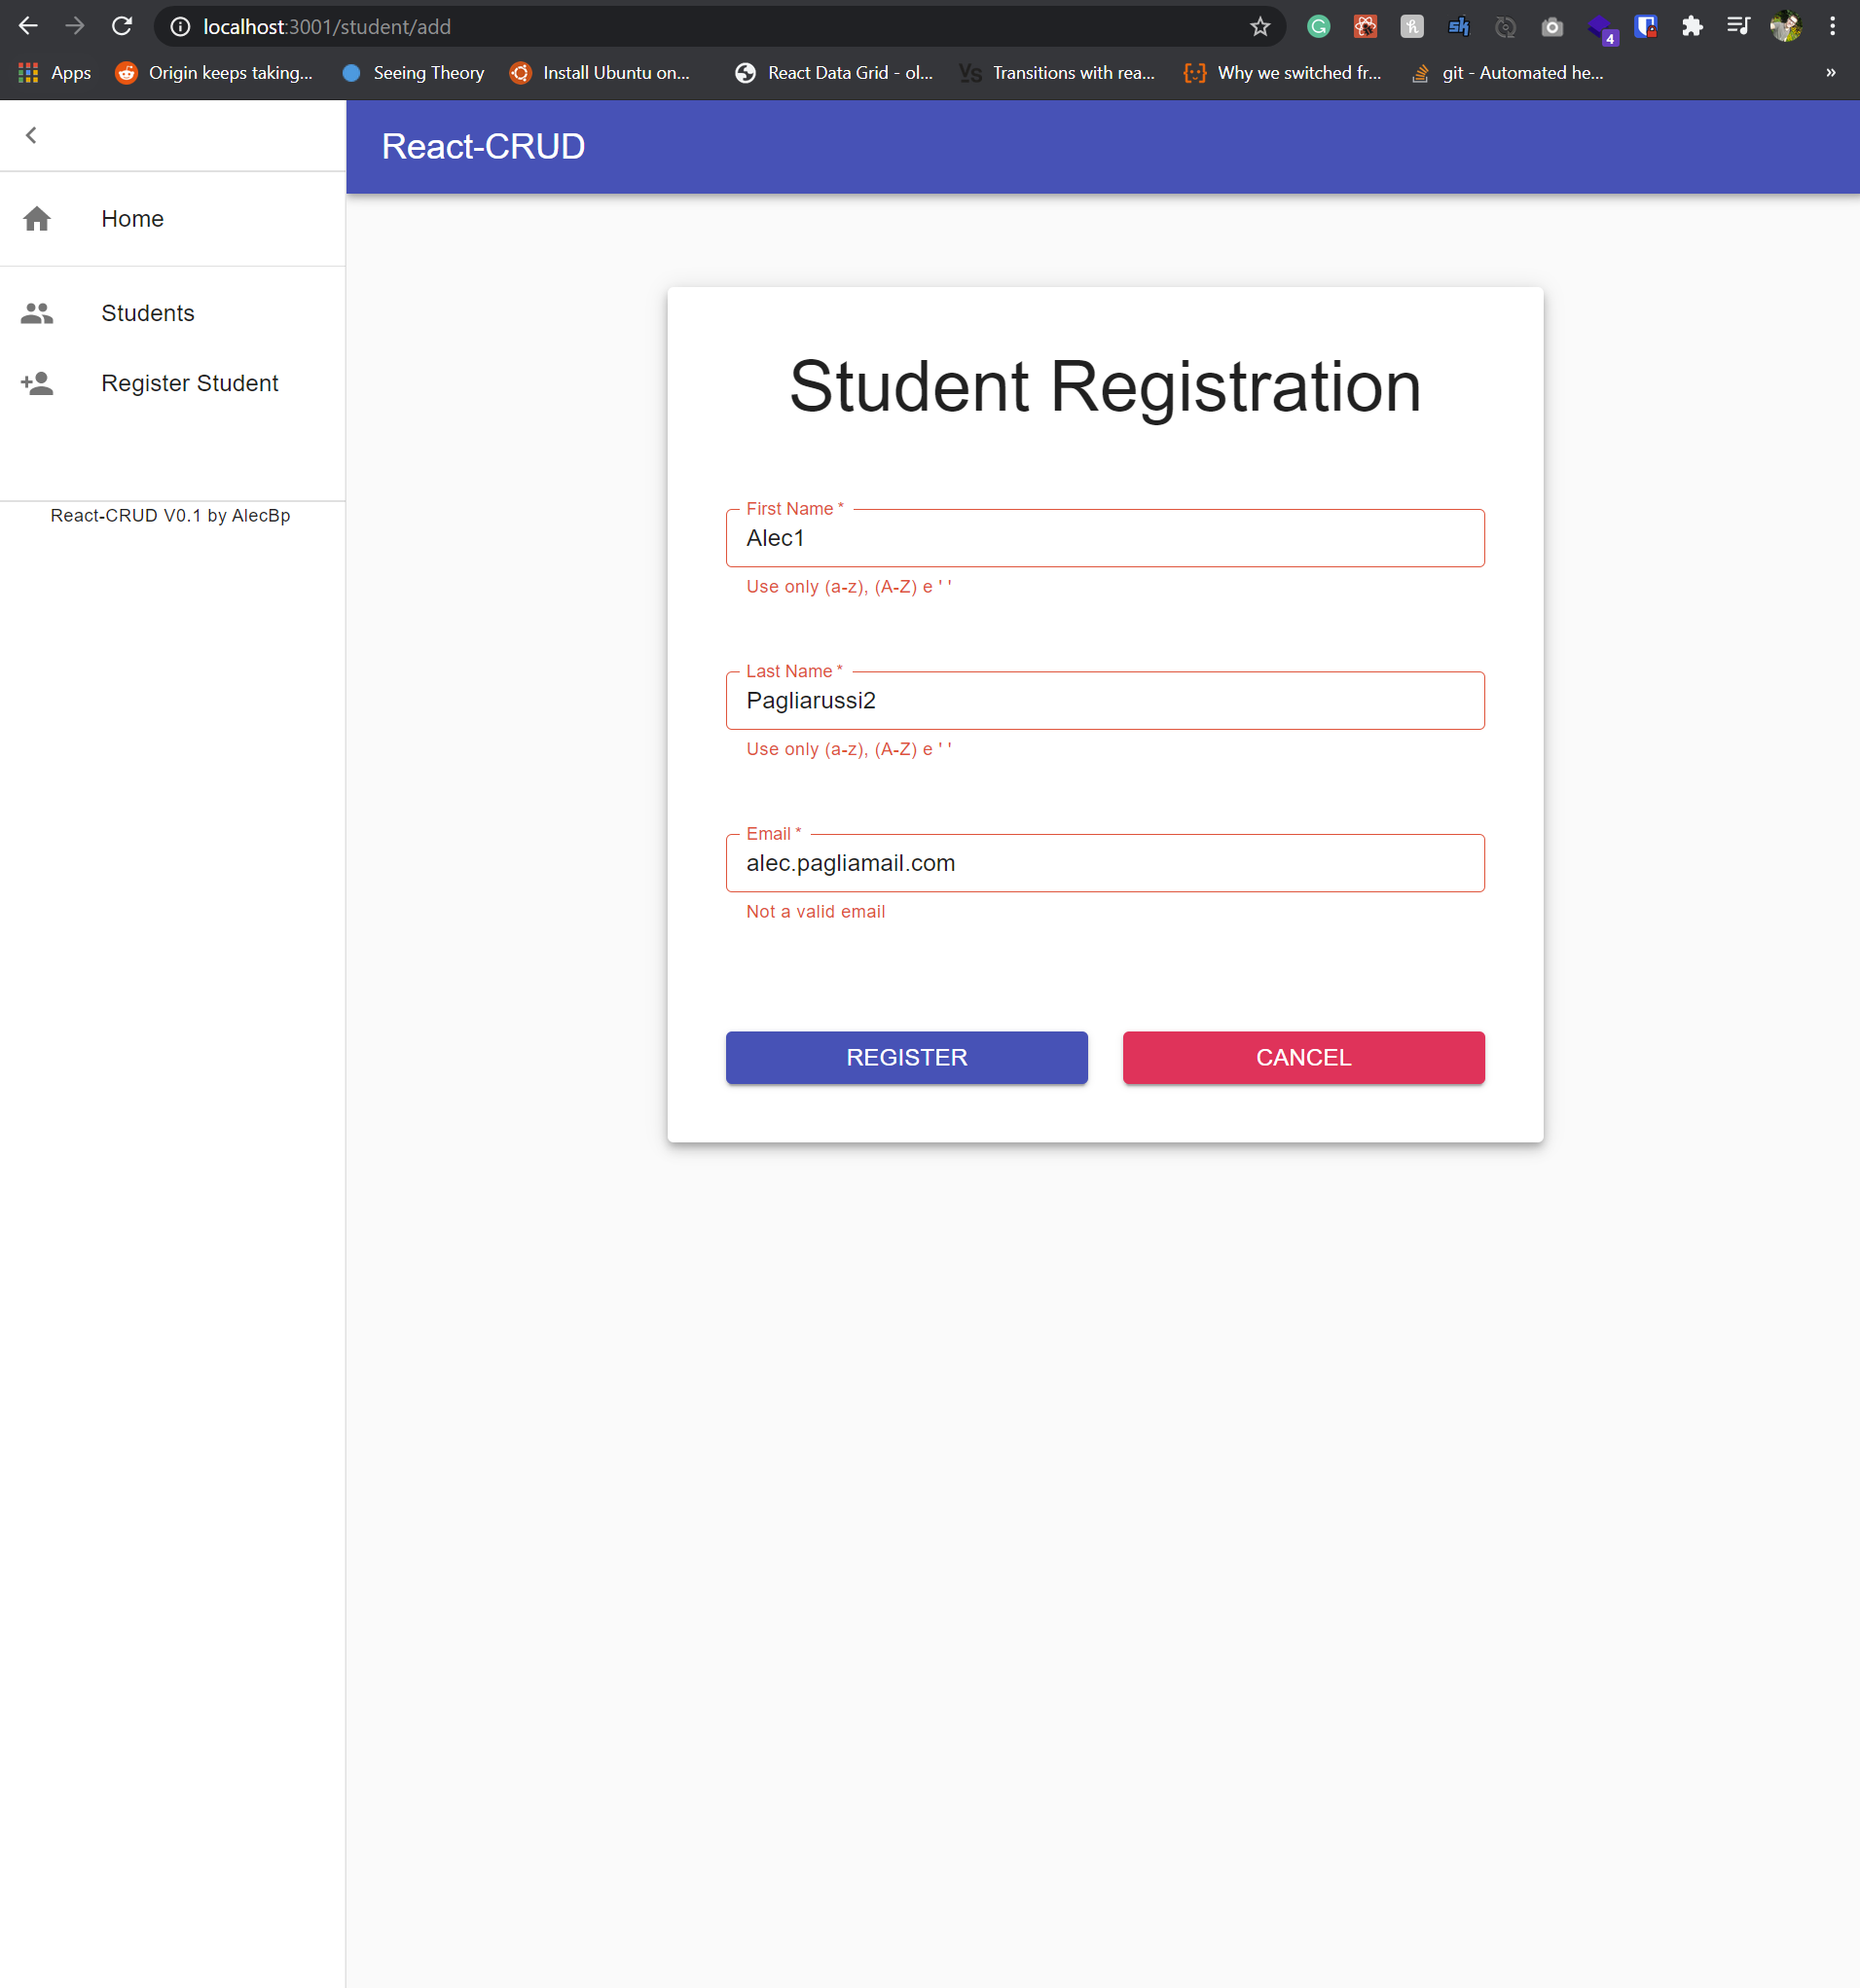 localhost:3001/student/add
4
Apps
Origin keeps taking...
Seeing Theory
Install Ubuntu on...
React Data Grid - ol...
Transitions with rea...
Why we switched fr...
git - Automated he...
»
React-CRUD
Home
Students
Register Student
React-CRUD V0.1 by AlecBp
Student Registration
First Name *
Alec1
Use only (a-z), (A-Z) e ' '
Last Name *
Pagliarussi2
Use only (a-z), (A-Z) e ' '
Email *
alec.pagliamail.com
Not a valid email
REGISTER
CANCEL